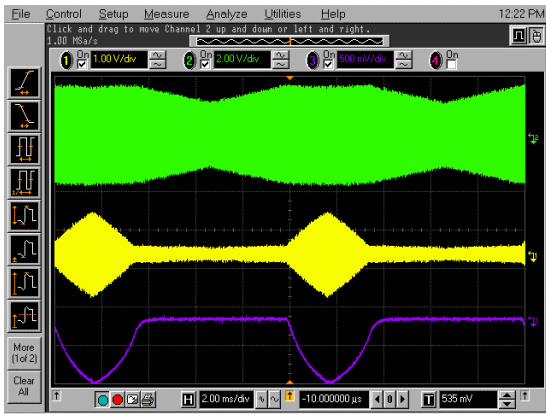 File Control Setup Measure Analyze Utilities Help 12:22 PM
Click and drag to move Channel 2 up and down or left and right.
1.00 MSa/s
1 On 1.00 V/div 2 On 2.00 V/div 3 On 500 mV/div 4 On
More
(1of 2)
Clear
All
H 2.00 ms/div -10.000000 µs 0 T 535 mV